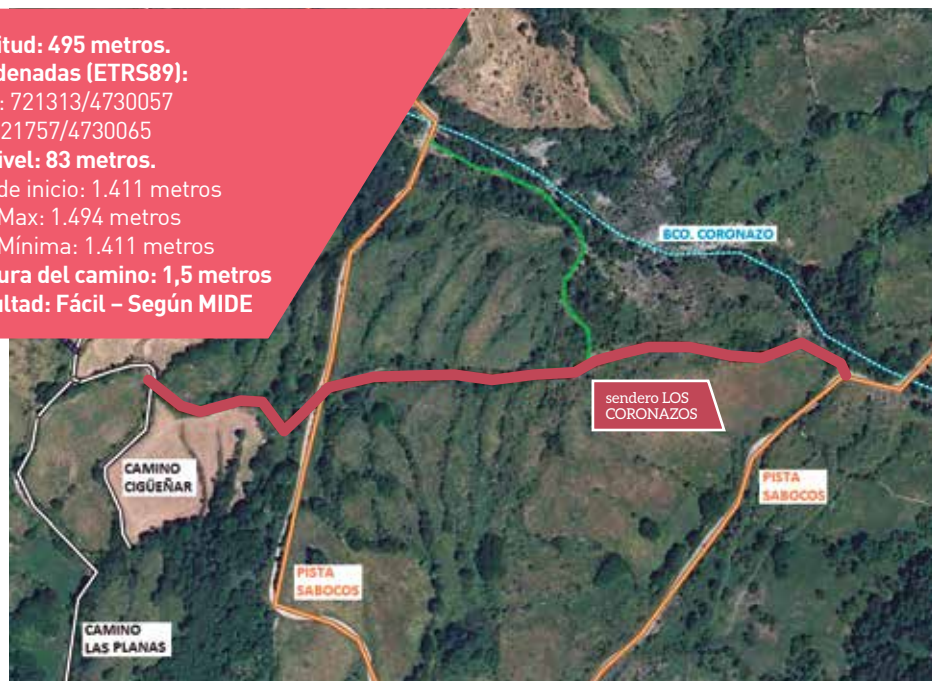 itud: 495 metros.
denadas (ETRS89):
: 721313/4730057
21757/4730065
ivel: 83 metros.
de inicio: 1.411 metros
Max: 1.494 metros
Mínima: 1.411 metros
ura del camino: 1,5 metros
ultad: Fácil – Según MIDE
BCO. CORONAZO
sendero LOS
CORONAZOS
CAMINO
CIGÜEÑAR
PISTA
SABOCOS
PISTA
SABOCOS
CAMINO
LAS PLANAS